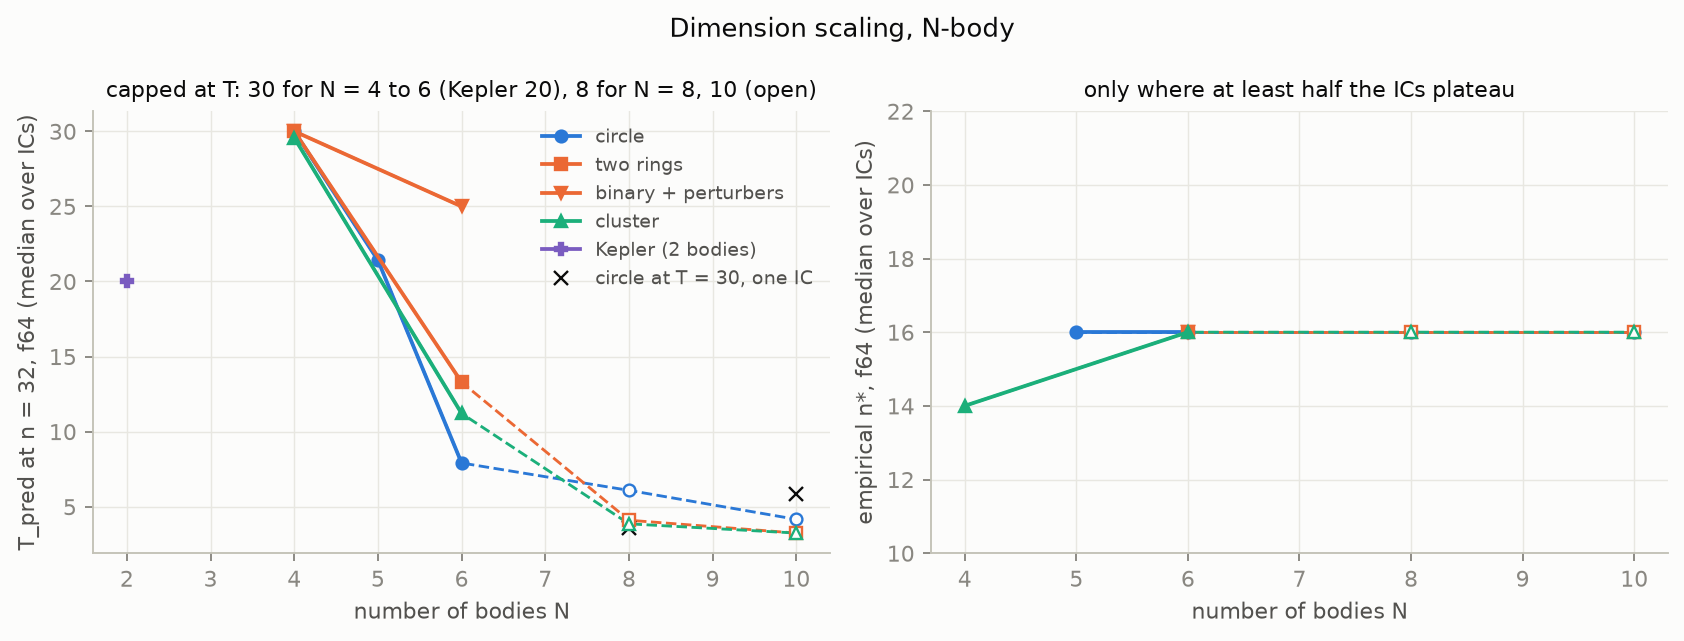 Dimension scaling, N-body
capped at T: 30 for N = 4 to 6 (Kepler 20), 8 for N = 8, 10 (open)
T_pred at n = 32, f64 (median over ICs)
30
25
20
15
10
5
circle
two rings
binary + perturbers
cluster
Kepler (2 bodies)
circle at T = 30, one IC
2 3 4 5 6 7 8 9 10
number of bodies N
only where at least half the ICs plateau
empirical n*, f64 (median over ICs)
22
20
18
16
14
12
10
4 5 6 7 8 9 10
number of bodies N